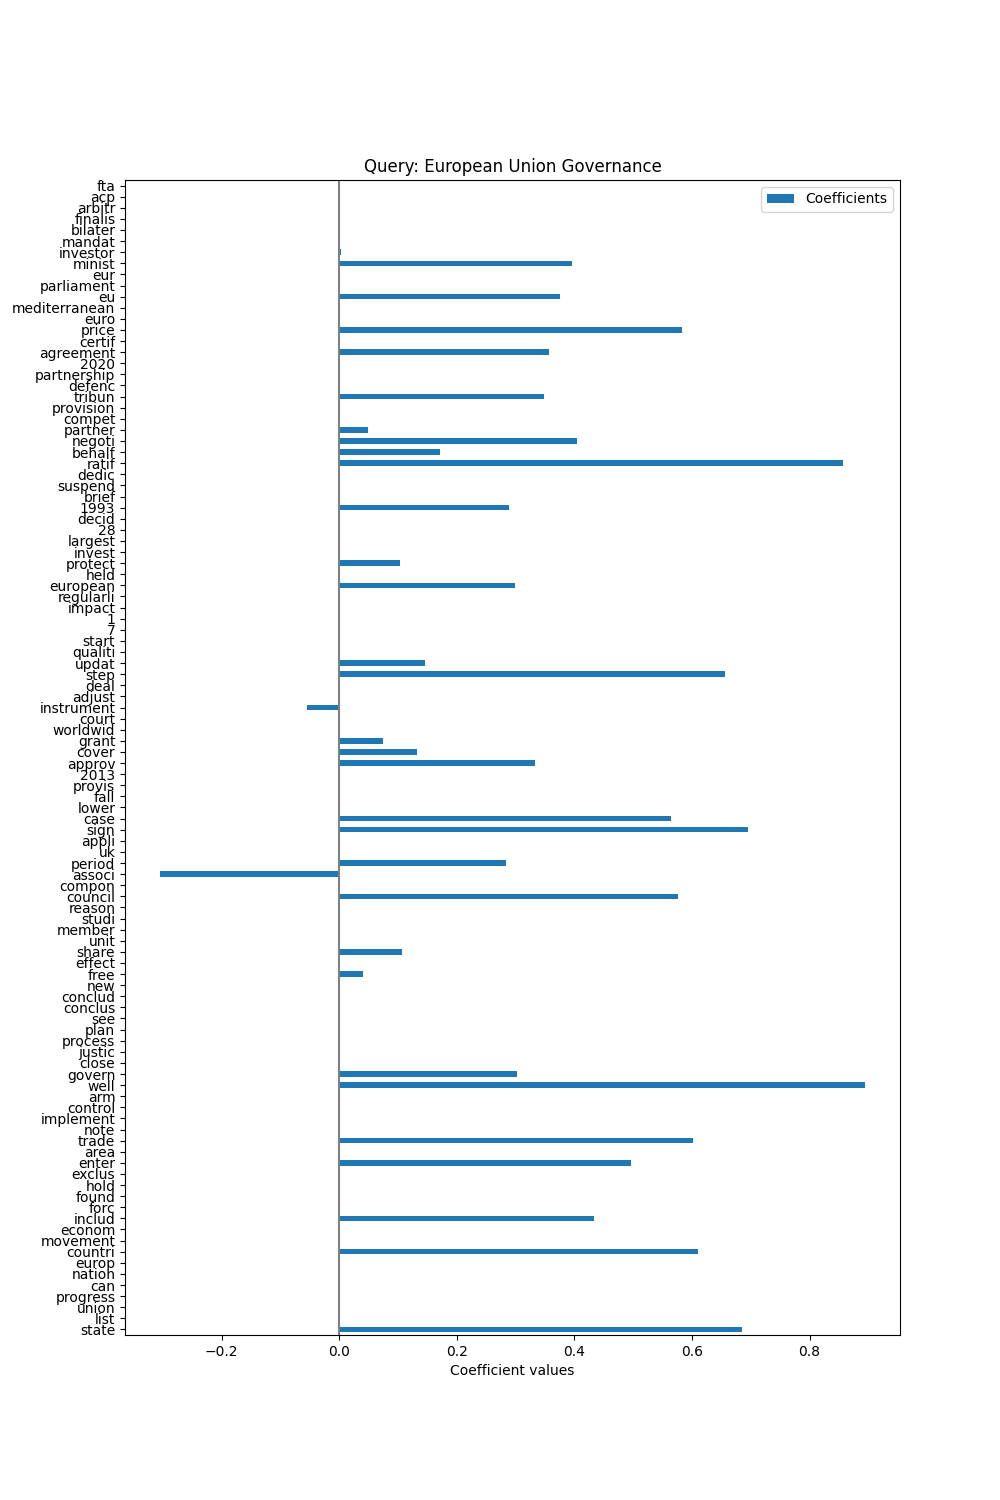 Query: European Union Governance
Coefficients
fta
acp
arbitr
finalis
bilater
mandat
investor
minist
eur
parliament
eu
mediterranean
euro
price
certif
agreement
2020
partnership
defenc
tribun
provision
compet
partner
negoti
behalf
ratif
dedic
suspend
brief
1993
decid
28
largest
invest
protect
held
european
regularli
impact
1
7
start
qualiti
updat
step
deal
adjust
instrument
court
worldwid
grant
cover
approv
2013
provis
fall
lower
case
sign
appli
uk
period
associ
compon
council
reason
studi
member
unit
share
effect
free
new
conclud
conclus
see
plan
process
justic
close
govern
well
arm
control
implement
note
trade
area
enter
exclus
hold
found
forc
includ
econom
movement
countri
europ
nation
can
progress
union
list
state
−0.2 0.0 0.2 0.4 0.6 0.8
Coefficient values